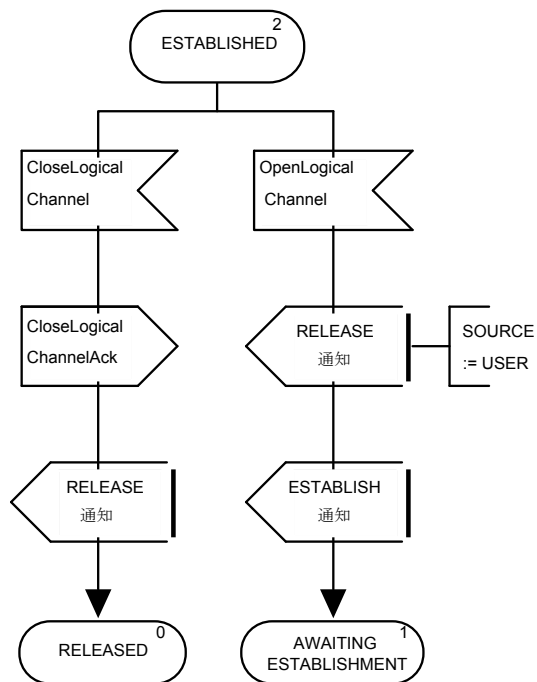 2
ESTABLISHED
CloseLogical
Channel
OpenLogical
Channel
CloseLogical
ChannelAck
RELEASE
通知
SOURCE
:= USER
RELEASE
通知
ESTABLISH
通知
0
RELEASED
1
AWAITING
ESTABLISHMENT